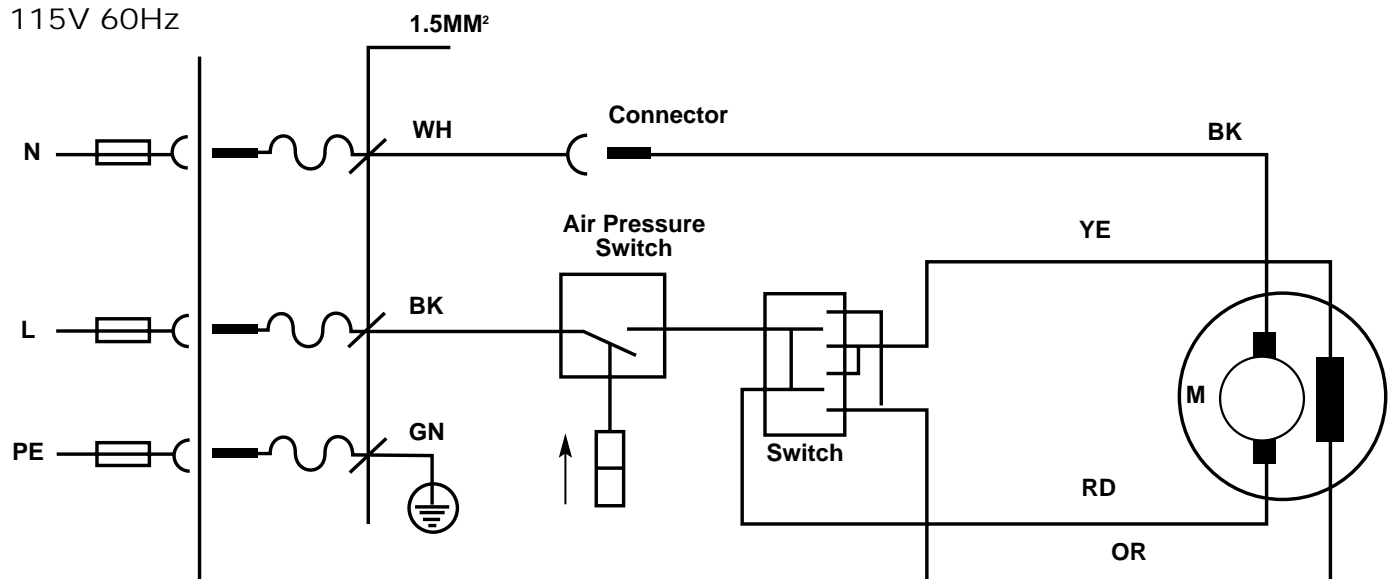 115V 60Hz
1.5MM²
N
WH
Connector
BK
Air Pressure
Switch
YE
L
BK
M
PE
GN
Switch
RD
OR